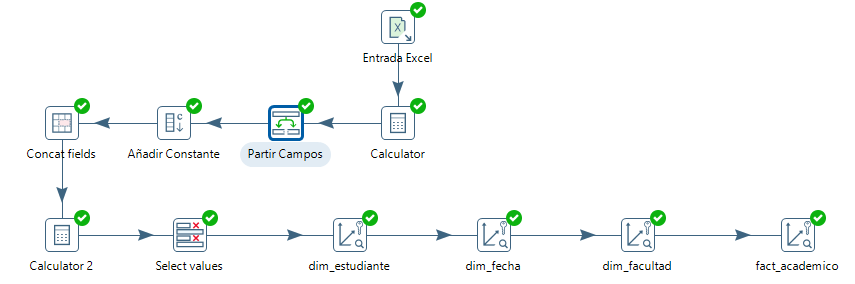 Entrada Excel
Concat fields
Añadir Constante
Partir Campos
Calculator
Calculator 2
Select values
dim_estudiante
dim_fecha
dim_facultad
fact_academico